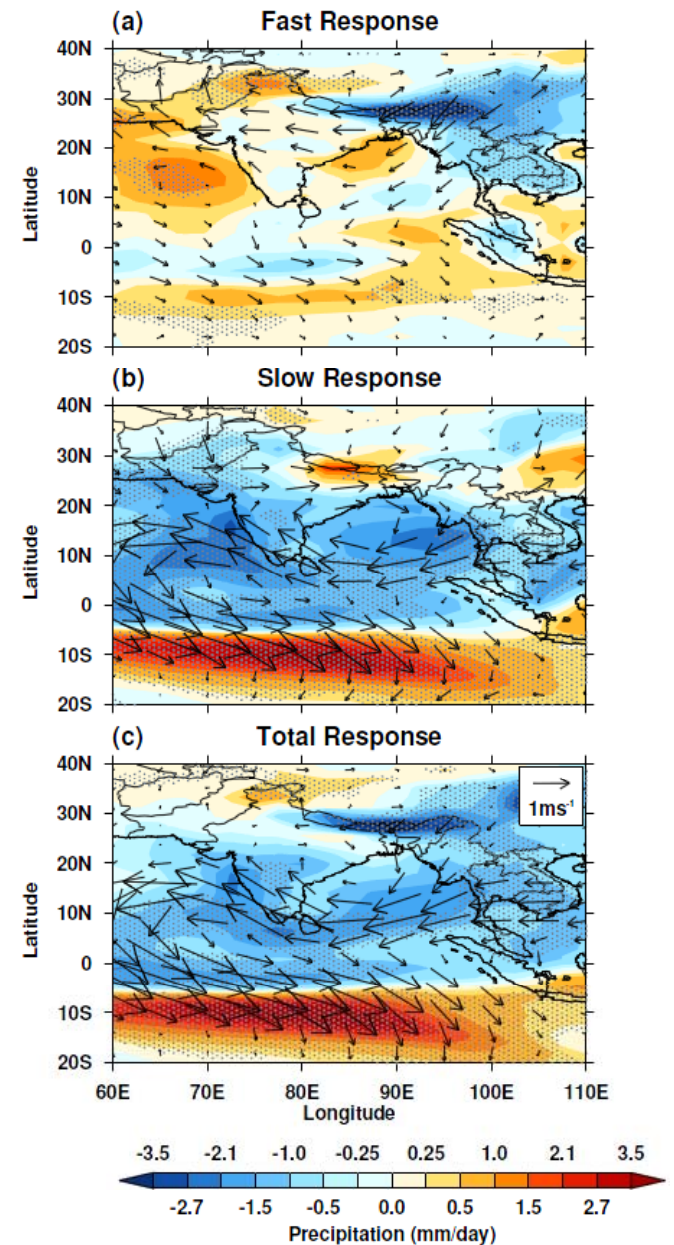 (a) Fast Response
40N
30N
20N
10N
0
10S
20S
Latitude
(b) Slow Response
40N
30N
20N
10N
0
10S
20S
Latitude
(c) Total Response
40N
30N
20N
10N
0
10S
20S
Latitude
1ms⁻¹
60E 70E 80E 90E 100E 110E
Longitude
-3.5 -2.1 -1.0 -0.25 0.25 1.0 2.1 3.5
-2.7 -1.5 -0.5 0.0 0.5 1.5 2.7
Precipitation (mm/day)